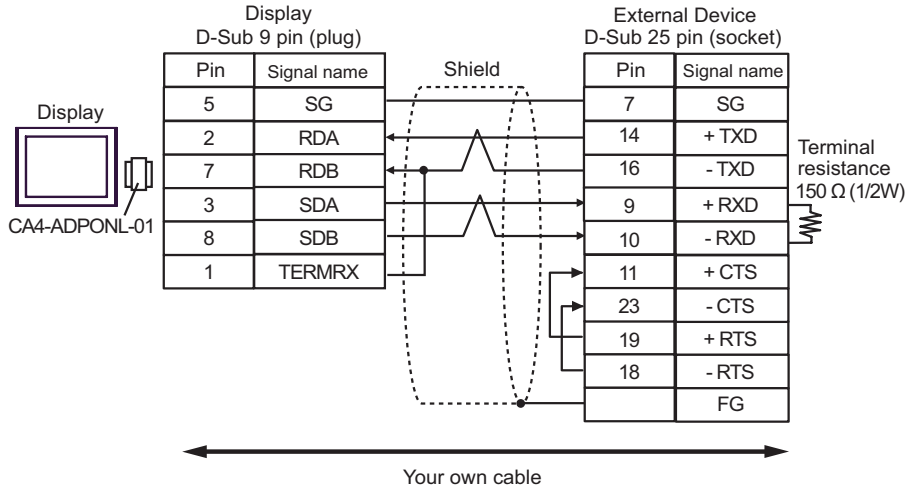 Display
D-Sub 9 pin (plug)
External Device
D-Sub 25 pin (socket)
Pin Signal name
Shield
Pin Signal name
5 SG
7 SG
Display
2 RDA
14 + TXD
7 RDB
16 - TXD
Terminal
resistance
150 Ω (1/2W)
3 SDA
9 + RXD
CA4-ADPONL-01
8 SDB
10 - RXD
1 TERMRX
11 + CTS
23 - CTS
19 + RTS
18 - RTS
FG
Your own cable